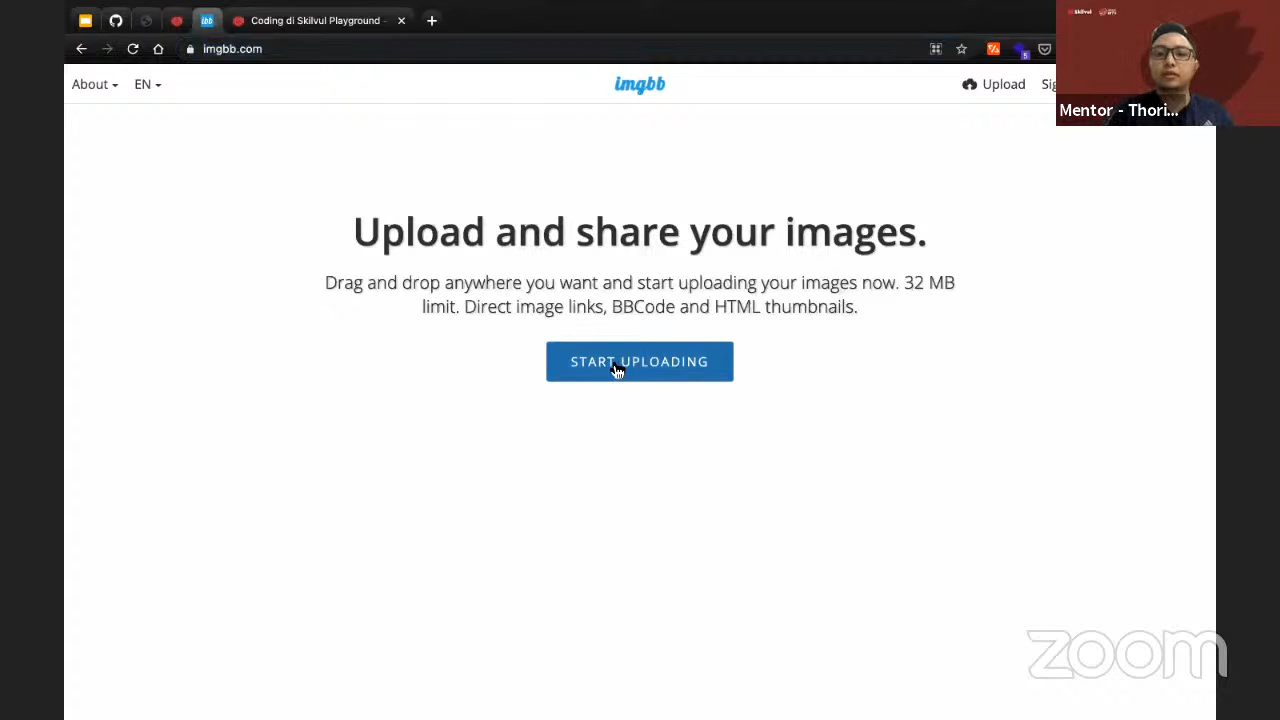 Coding di Skilvul Playground -
imgbb.com
About
EN
imgbb
Upload
Sig
Skilvul
Mentor - Thori...
Upload and share your images.
Drag and drop anywhere you want and start uploading your images now. 32 MB
limit. Direct image links, BBCode and HTML thumbnails.
START UPLOADING
zoom